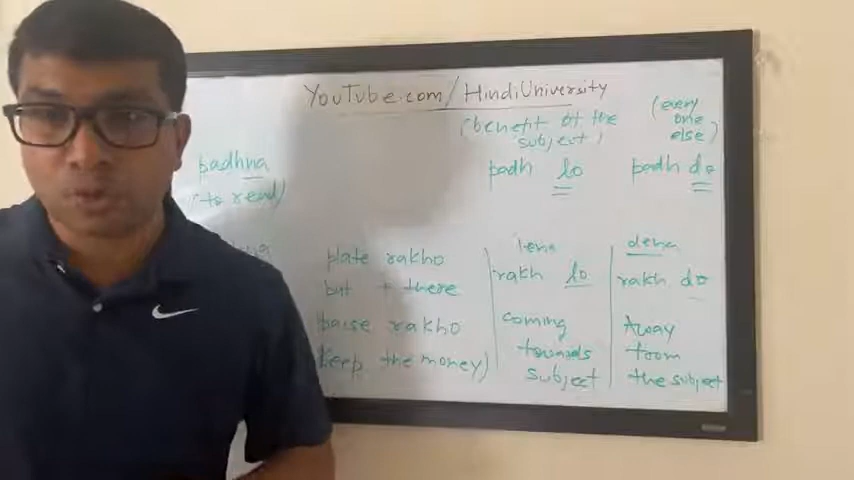 YouTube.com/HindiUniversity
(benefit of the subject)
(every one else)
padhna
(to read)
padh lo
padh do
plate rakho
put it there
paise rakho
(keep the money)
lena
rakh lo
coming
towards
subject
dena
rakh do
Away
from
the subject